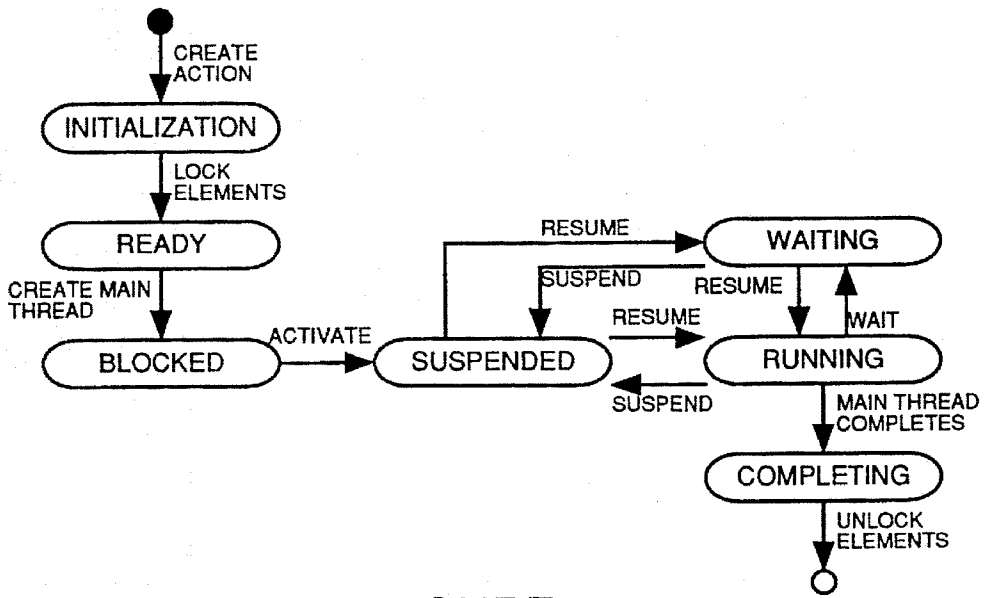 CREATE
ACTION
INITIALIZATION
LOCK
ELEMENTS
READY
CREATE MAIN
THREAD
BLOCKED
ACTIVATE
SUSPENDED
RESUME
WAITING
SUSPEND
RESUME
RESUME
WAIT
RUNNING
SUSPEND
MAIN THREAD
COMPLETES
COMPLETING
UNLOCK
ELEMENTS